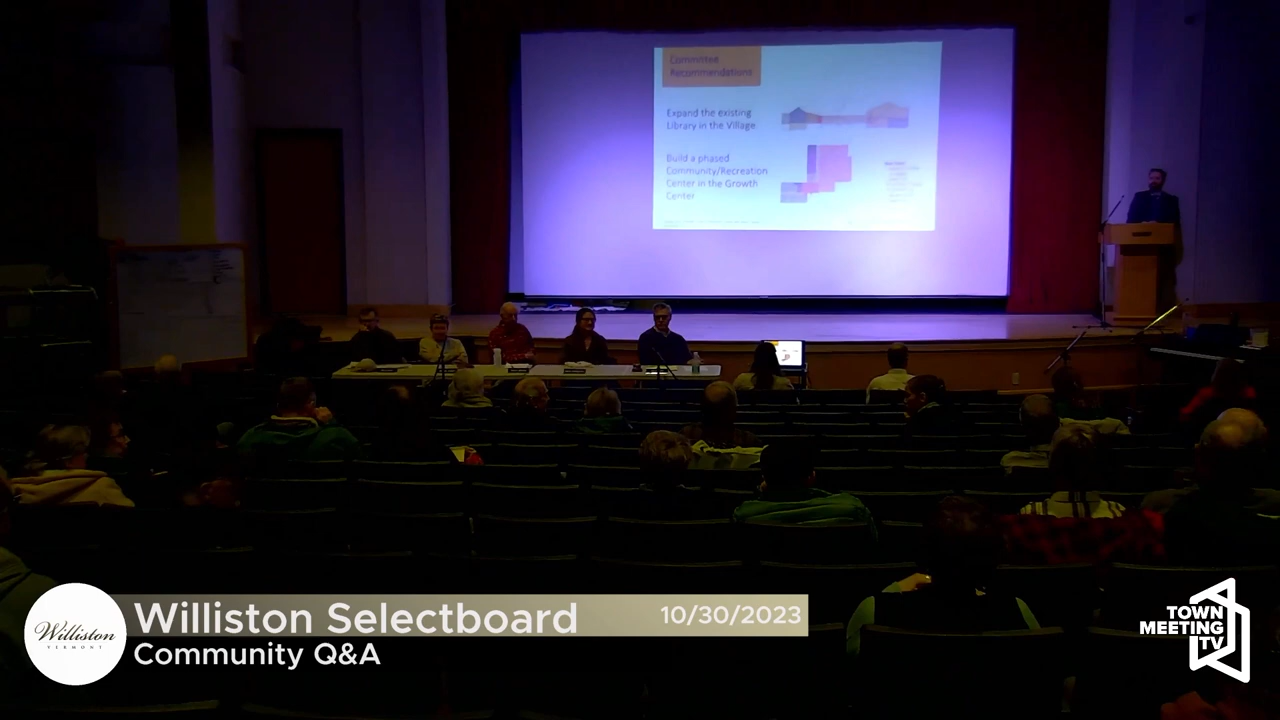 Committee
Recommendations
Expand the existing
Library in the Village
Build a phased
Community/Recreation
Center in the Growth
Center
Williston Selectboard
10/30/2023
Community Q&A
Williston
VERMONT
TOWN
MEETING
TV